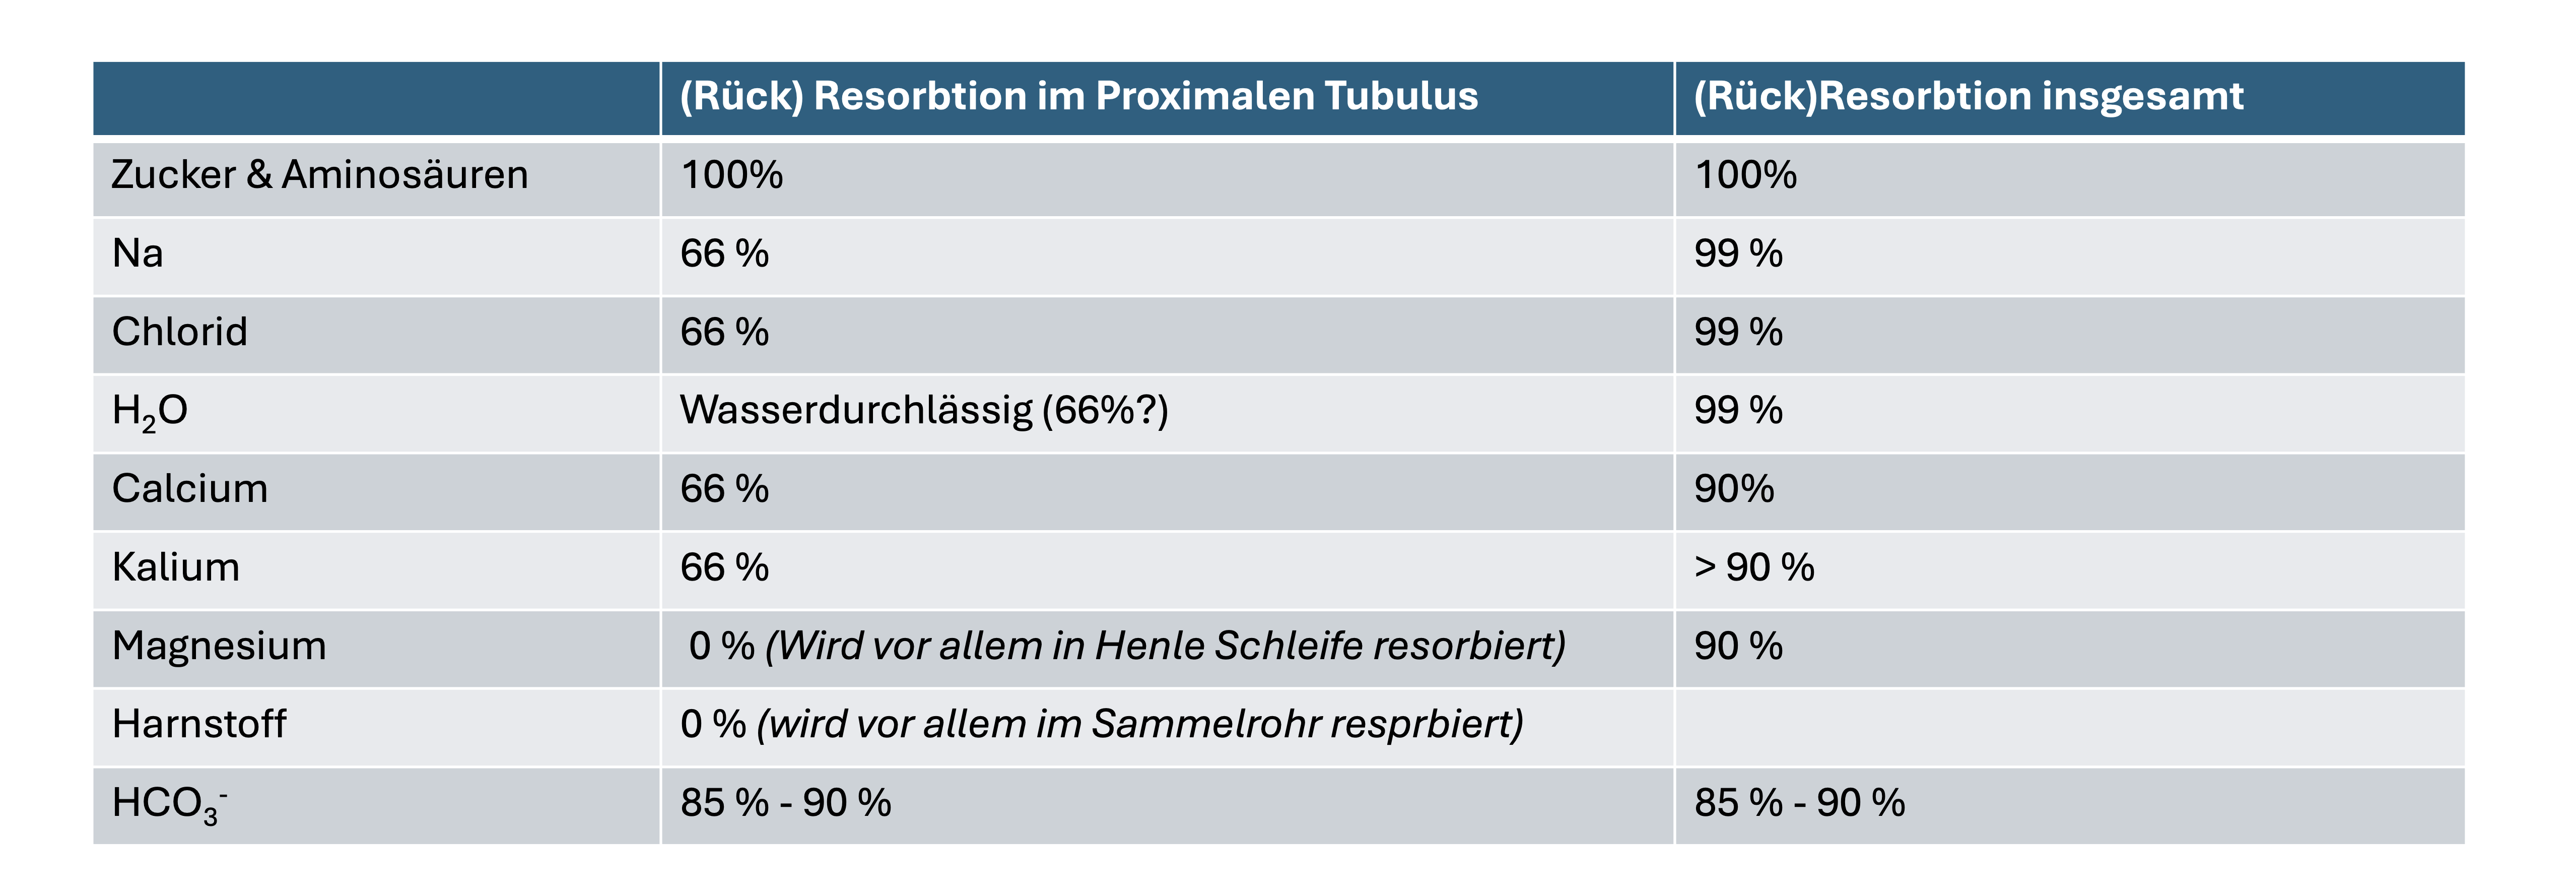 (Rück) Resorbtion im Proximalen Tubulus (Rück)Resorbtion insgesamt
Zucker & Aminosäuren 100% 100%
Na 66 % 99 %
Chlorid 66 % 99 %
H₂O Wasserdurchlässig (66%?) 99 %
Calcium 66 % 90%
Kalium 66 % > 90 %
Magnesium 0 % (Wird vor allem in Henle Schleife resorbiert) 90 %
Harnstoff 0 % (wird vor allem im Sammelrohr resprbiert)
HCO₃⁻ 85 % - 90 % 85 % - 90 %